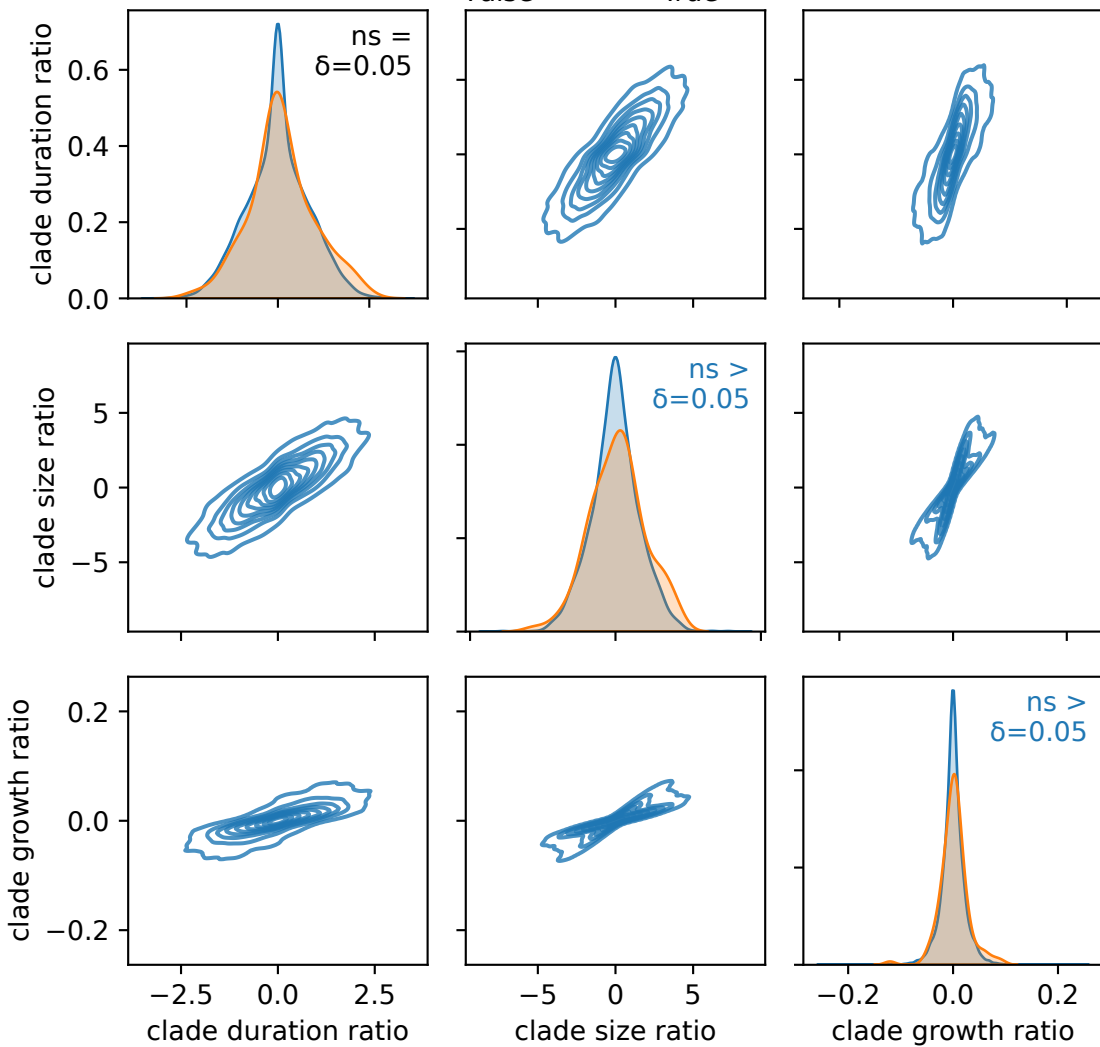 clade duration ratio
0.6
0.4
0.2
0.0
ns =
δ=0.05
clade size ratio
5
0
−5
ns >
δ=0.05
clade growth ratio
0.2
0.0
−0.2
ns >
δ=0.05
−2.5 0.0 2.5
clade duration ratio
−5 0 5
clade size ratio
−0.2 0.0 0.2
clade growth ratio